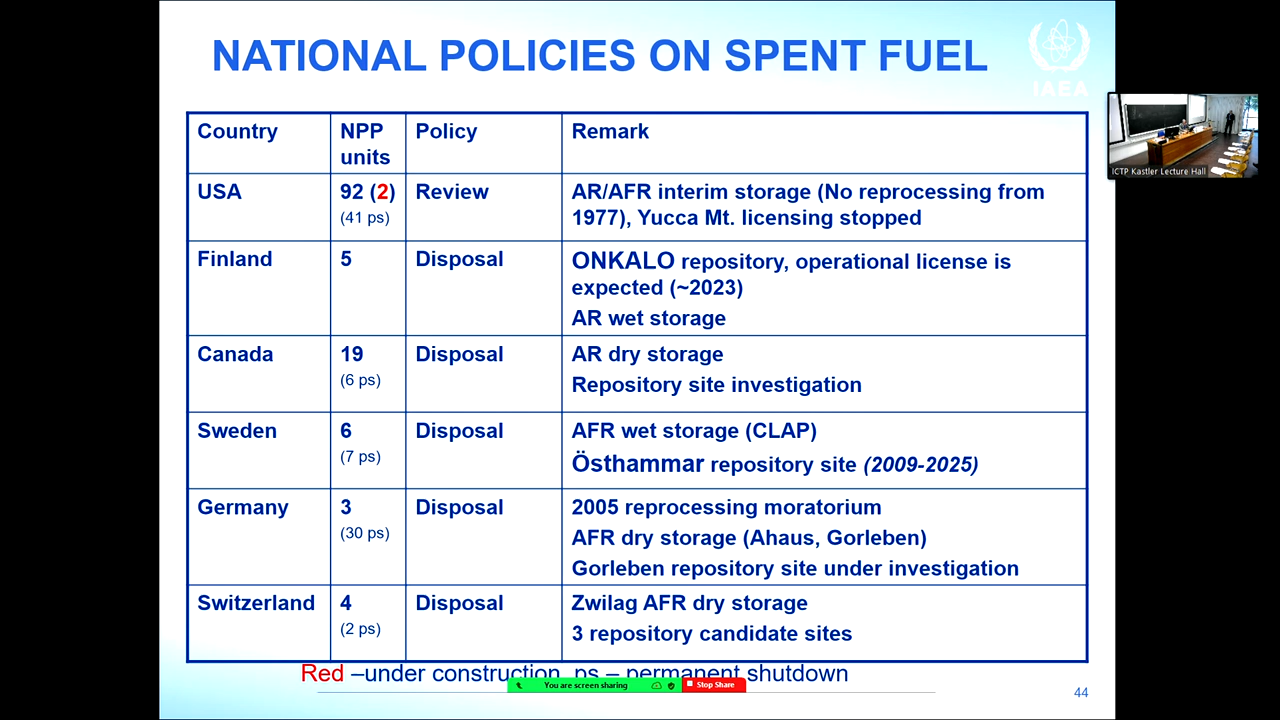 NATIONAL POLICIES ON SPENT FUEL
IAEA
Country
NPP units
Policy
Remark
USA
92 (2)
(41 ps)
Review
AR/AFR interim storage (No reprocessing from
1977), Yucca Mt. licensing stopped
Finland
5
Disposal
ONKALO repository, operational license is
expected (~2023)
AR wet storage
Canada
19
(6 ps)
Disposal
AR dry storage
Repository site investigation
Sweden
6
(7 ps)
Disposal
AFR wet storage (CLAP)
Östhammar repository site (2009-2025)
Germany
3
(30 ps)
Disposal
2005 reprocessing moratorium
AFR dry storage (Ahaus, Gorleben)
Gorleben repository site under investigation
Switzerland
4
(2 ps)
Disposal
Zwilag AFR dry storage
3 repository candidate sites
Red –under construction, ps – permanent shutdown
You are screen sharing
Stop Share
44
ICTP Kastler Lecture Hall